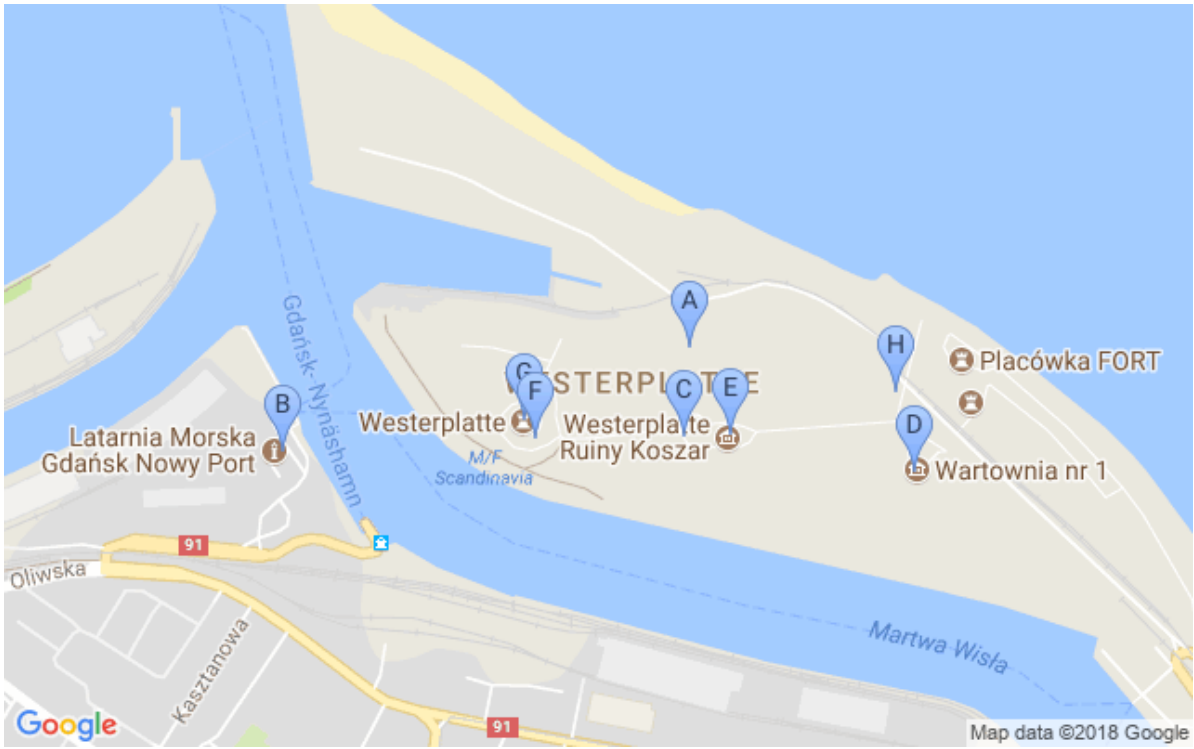 Gdańsk- Nynäshamn
A
H
Placówka FORT
G
WESTERPLATTE
F
B
C
E
Westerplatte
Westerplatte
Ruiny Koszar
D
Latarnia Morska
Gdańsk Nowy Port
M/F
Scandinavia
Wartownia nr 1
91
Oliwska
Martwa Wisła
Kasztanowa
Google
91
Map data ©2018 Google